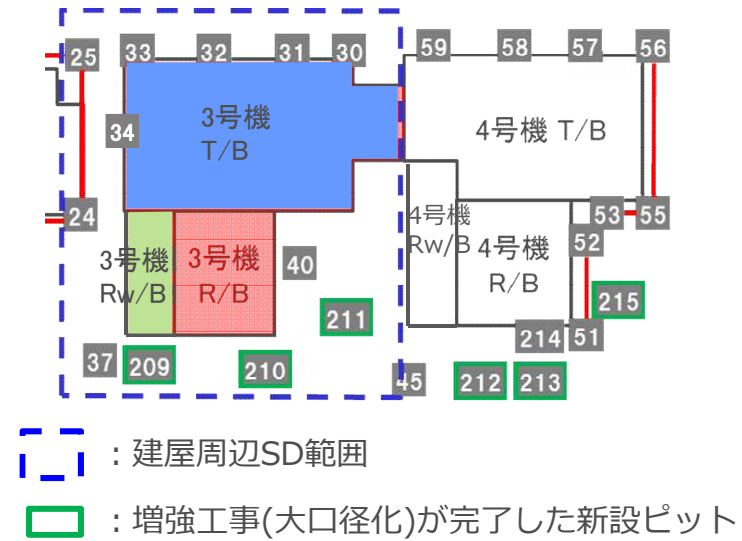 25 33 32 31 30 59 58 57 56
34
3号機
T/B
4号機 T/B
24
53 55
4号機
Rw/B
52
3号機
Rw/B
3号機
R/B
40
4号機
R/B
211
215
214 51
37 209 210 45 212 213
：建屋周辺SD範囲
：増強工事(大口径化)が完了した新設ピット